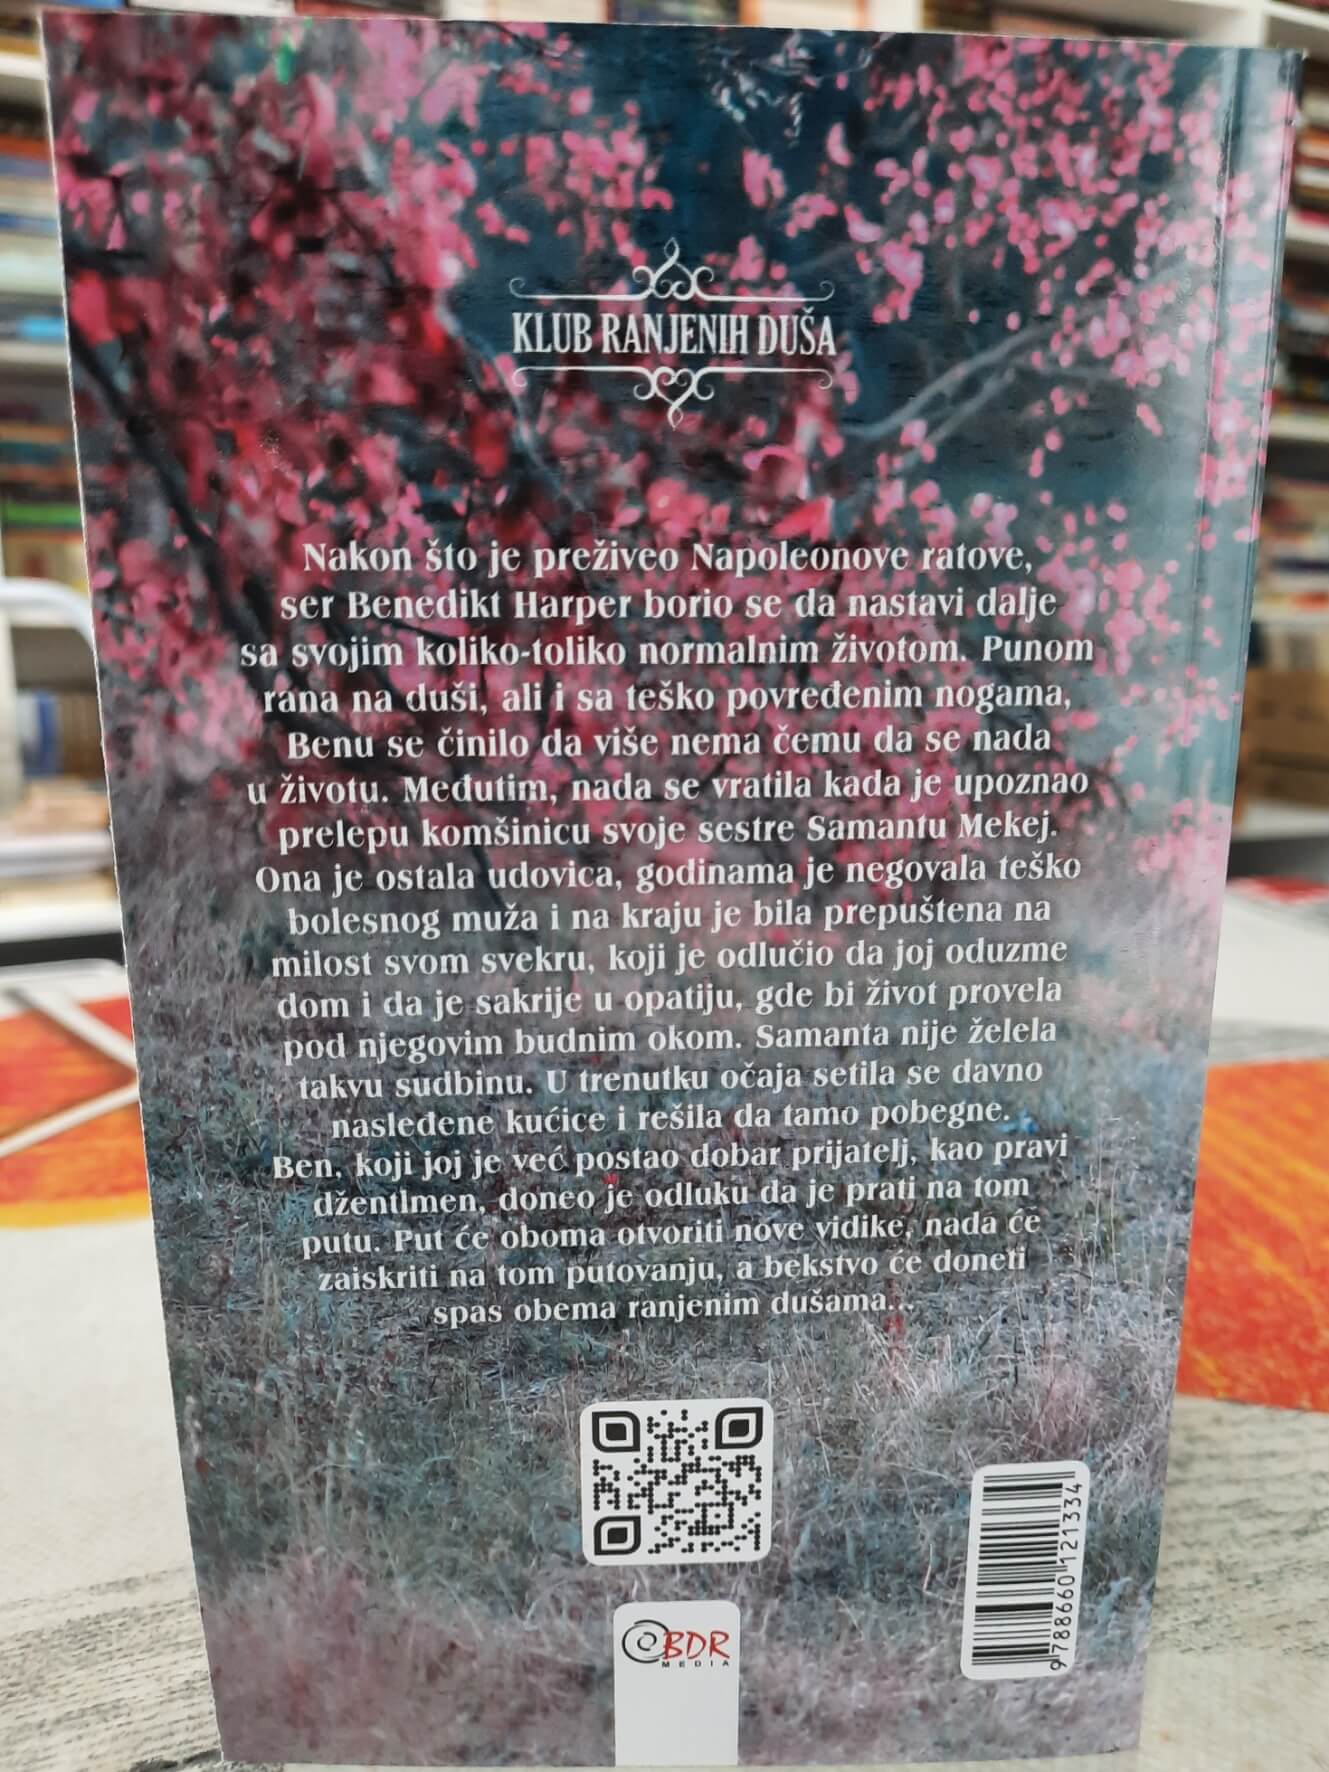 KLUB RANJENIH DUŠA
Nakon što je preživeo Napoleonove ratove,
ser Benedikt Harper borio se da nastavi dalje
sa svojim koliko-toliko normalnim životom. Punom
rana na duši, ali i sa teško povređenim nogama,
Benu se činilo da više nema čemu da se nada
u životu. Međutim, nada se vratila kada je upoznao
prelepu komšinicu svoje sestre Samantu Mekej.
Ona je ostala udovica, godinama je negovala teško
bolesnog muža i na kraju je bila prepuštena na
milost svom svekru, koji je odlučio da joj oduzme
dom i da je sakrije u opatiju, gde bi život provela
pod njegovim budnim okom. Samanta nije želela
takvu sudbinu. U trenutku očaja setila se davno
nasleđene kućice i rešila da tamo pobegne.
Ben, koji joj je već postao dobar prijatelj, kao pravi
džentlmen, doneo je odluku da je prati na tom
putu. Put će oboma otvoriti nove vidike, nada će
zaiskriti na tom putovanju, a bekstvo će doneti
spas obema ranjenim dušama...
BDR
MEDIA
9788660121334